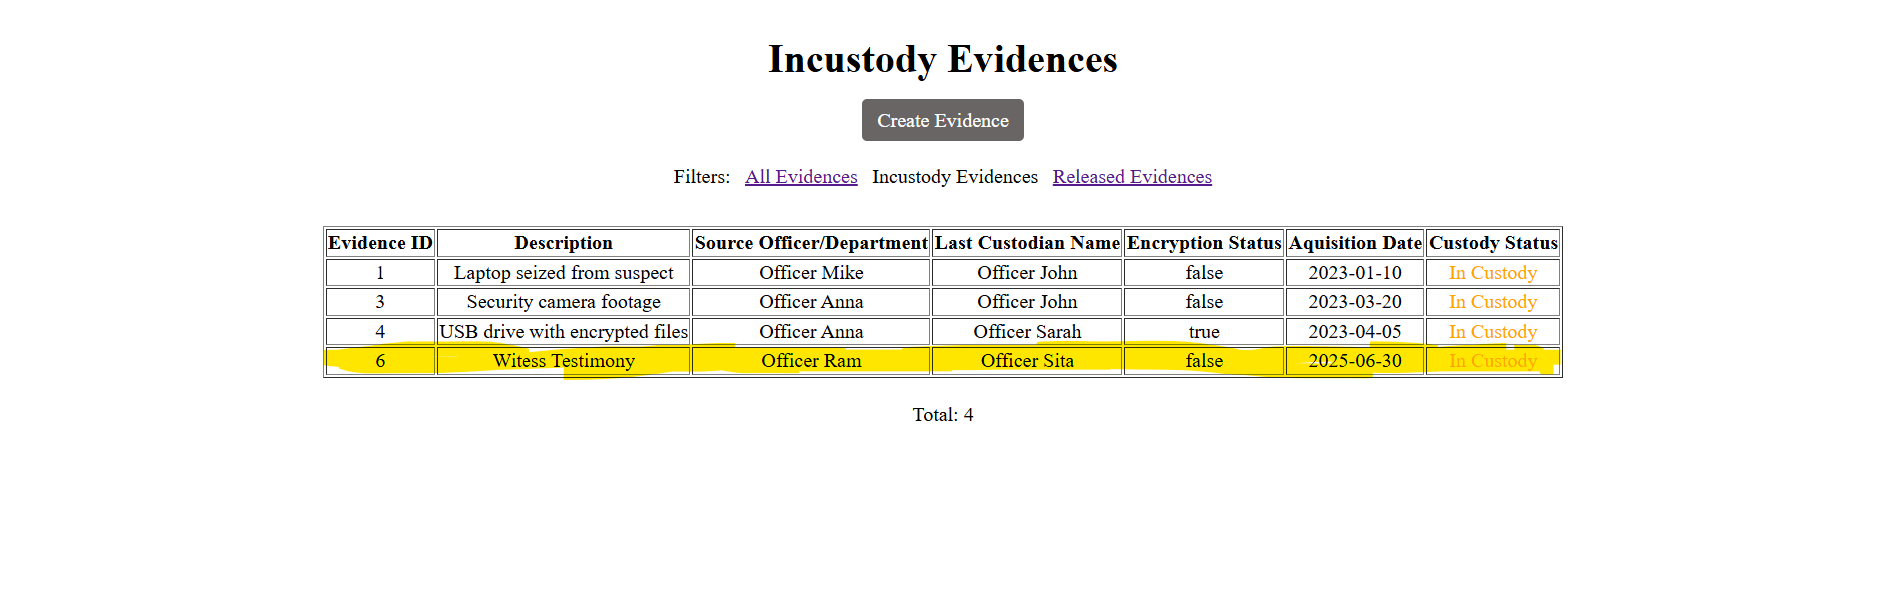 Incustody Evidences
Create Evidence
Filters: All Evidences Incustody Evidences Released Evidences
Evidence ID Description Source Officer/Department Last Custodian Name Encryption Status Aquisition Date Custody Status
1 Laptop seized from suspect Officer Mike Officer John false 2023-01-10 In Custody
3 Security camera footage Officer Anna Officer John false 2023-03-20 In Custody
4 USB drive with encrypted files Officer Anna Officer Sarah true 2023-04-05 In Custody
6 Witess Testimony Officer Ram Officer Sita false 2025-06-30 In Custody
Total: 4